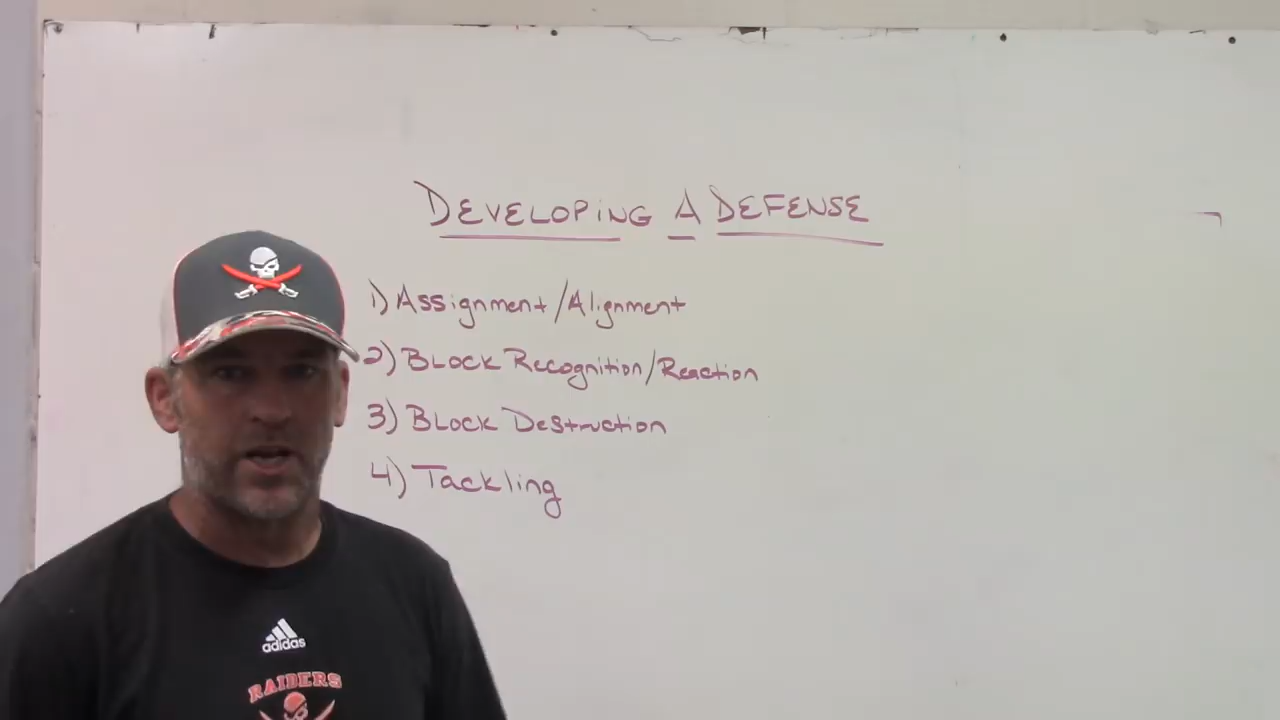 DEVELOPING A DEFENSE
1) Assignment/Alignment
2) Block Recognition/Reaction
3) Block Destruction
4) Tackling
adidas
RAIDERS